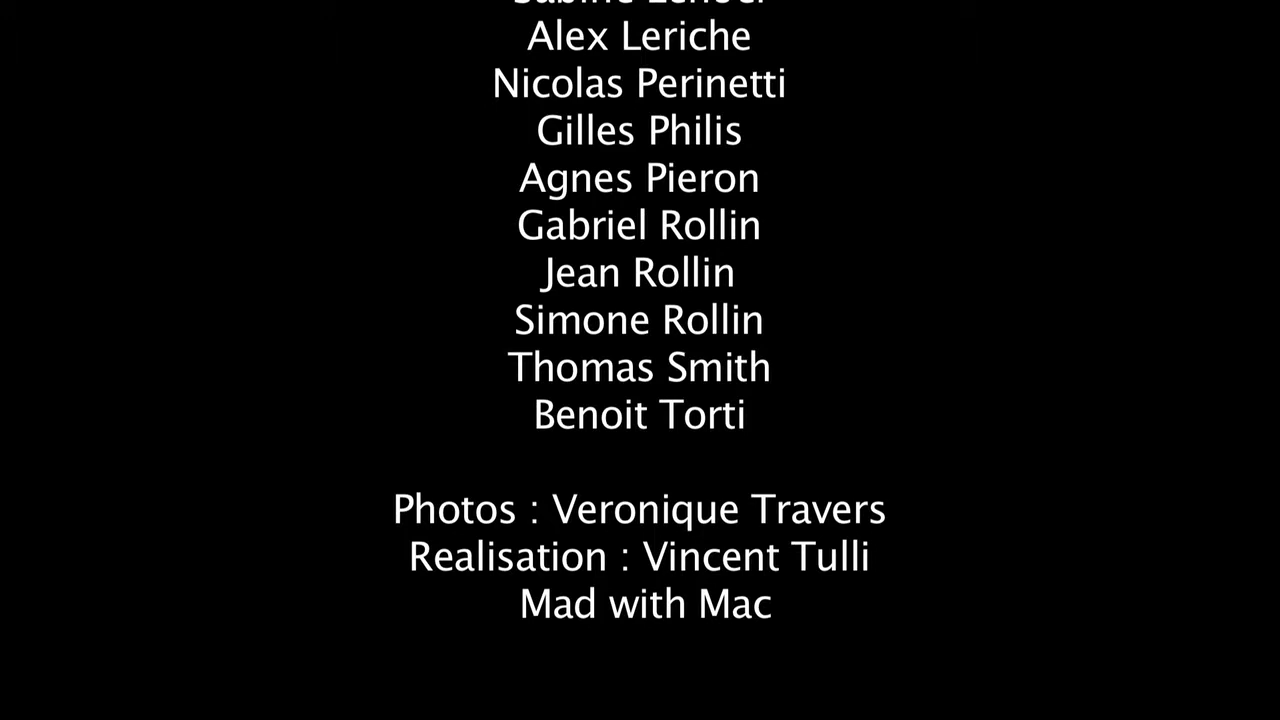 Alex Leriche
Nicolas Perinetti
Gilles Philis
Agnes Pieron
Gabriel Rollin
Jean Rollin
Simone Rollin
Thomas Smith
Benoit Torti
Photos : Veronique Travers
Realisation : Vincent Tulli
Mad with Mac